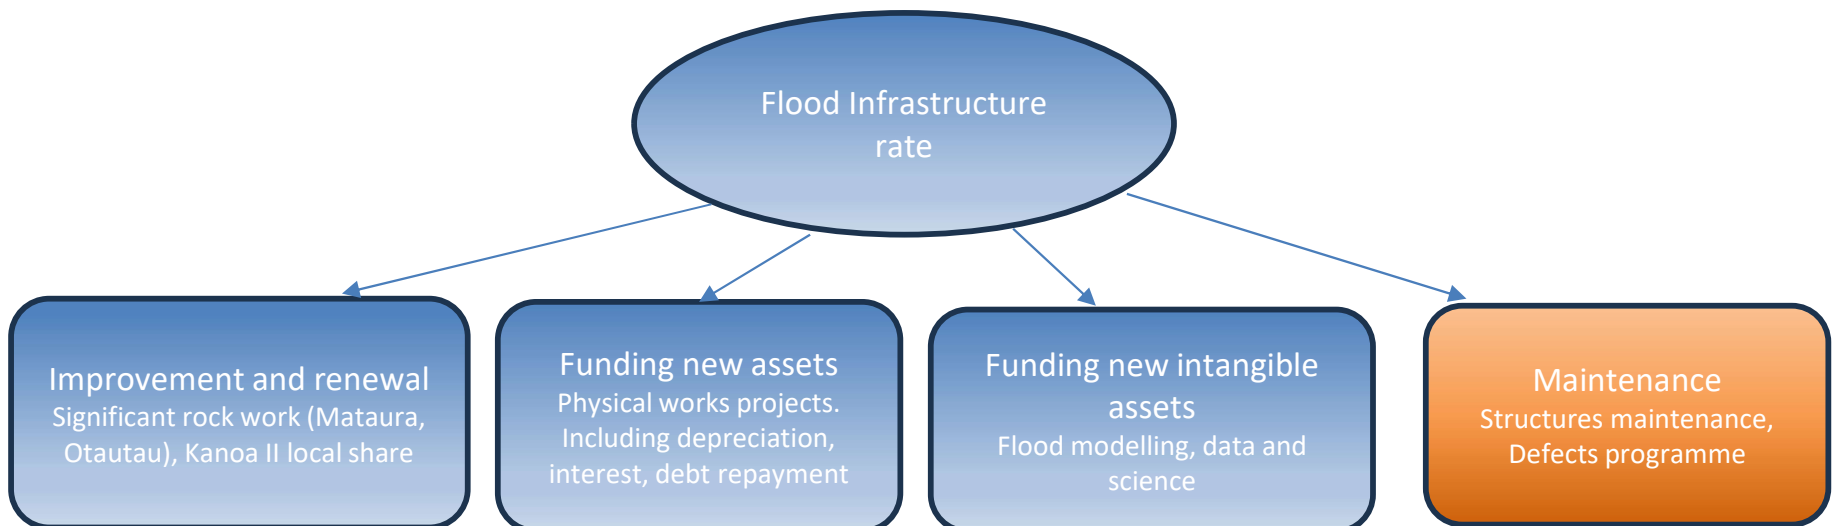 Flood Infrastructure
rate
Improvement and renewal
Significant rock work (Mataura,
Otautau), Kanoa II local share
Funding new assets
Physical works projects.
Including depreciation,
interest, debt repayment
Funding new intangible
assets
Flood modelling, data and
science
Maintenance
Structures maintenance,
Defects programme